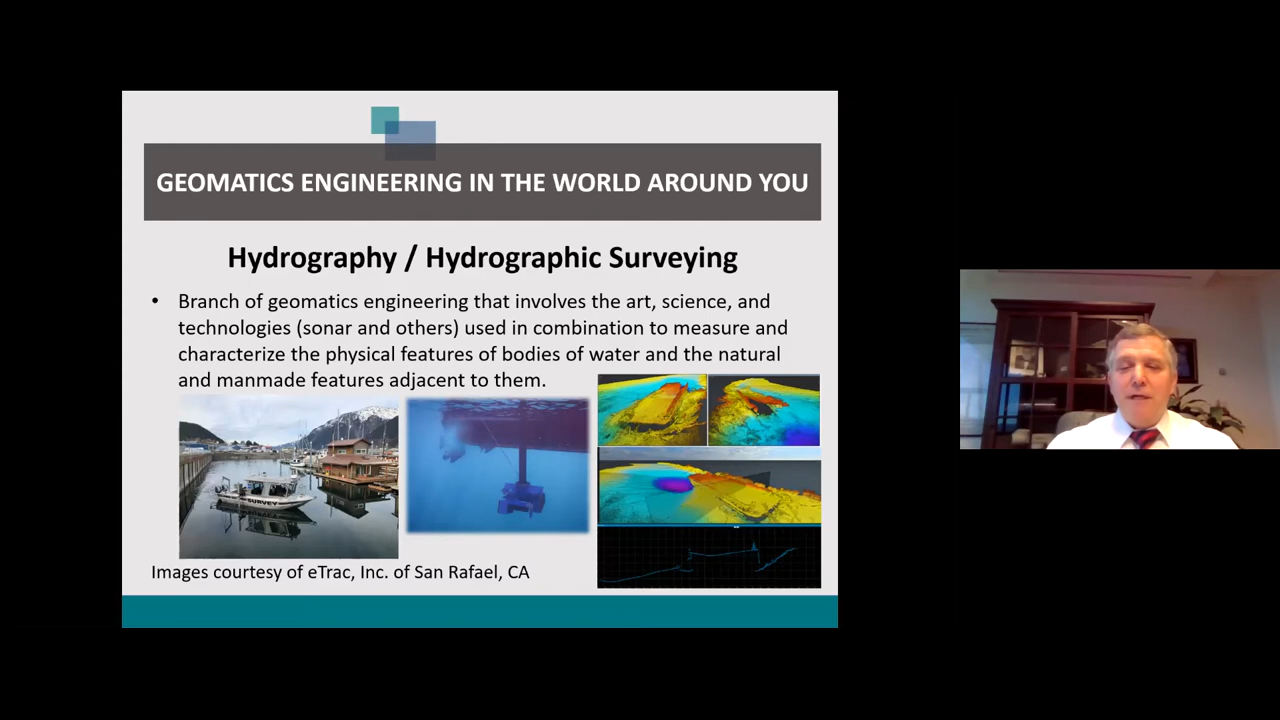 GEOMATICS ENGINEERING IN THE WORLD AROUND YOU
Hydrography / Hydrographic Surveying
• Branch of geomatics engineering that involves the art, science, and
technologies (sonar and others) used in combination to measure and
characterize the physical features of bodies of water and the natural
and manmade features adjacent to them.
SURVEY
Images courtesy of eTrac, Inc. of San Rafael, CA